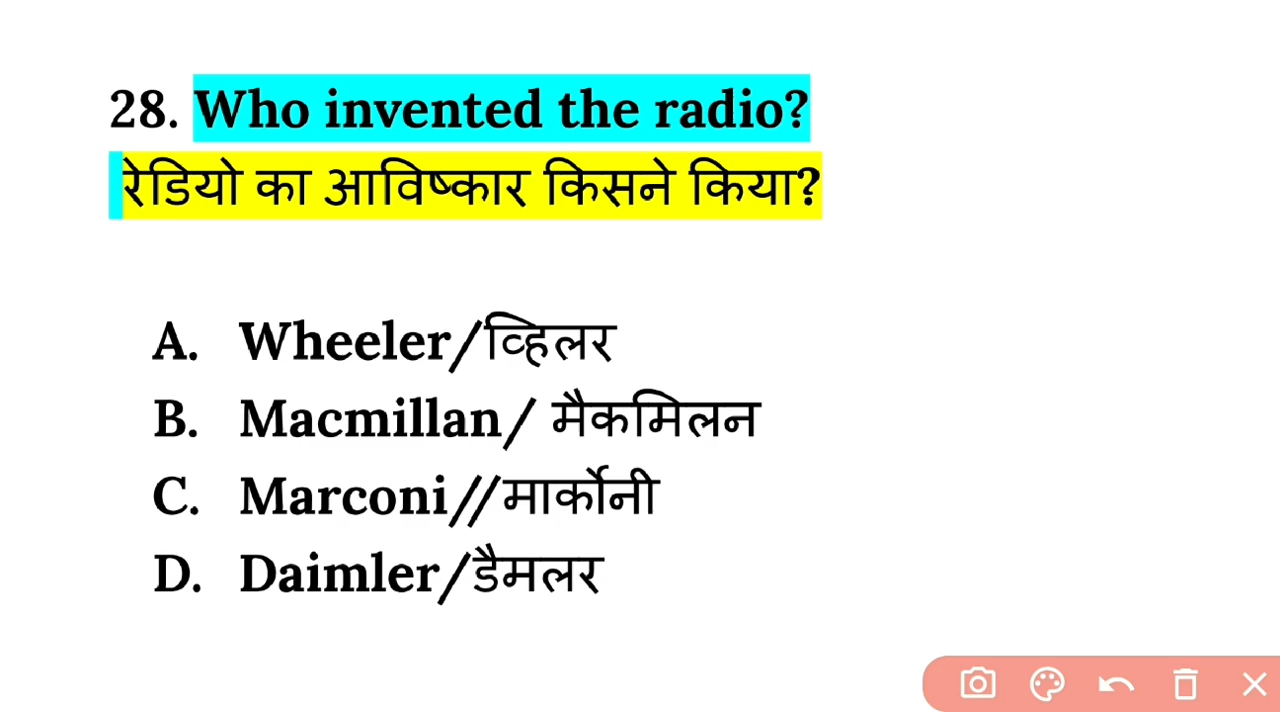 28. Who invented the radio?
रेडियो का आविष्कार किसने किया?
A. Wheeler/व्हिलर
B. Macmillan/ मैकमिलन
C. Marconi//मार्कोनी
D. Daimler/डैमलर